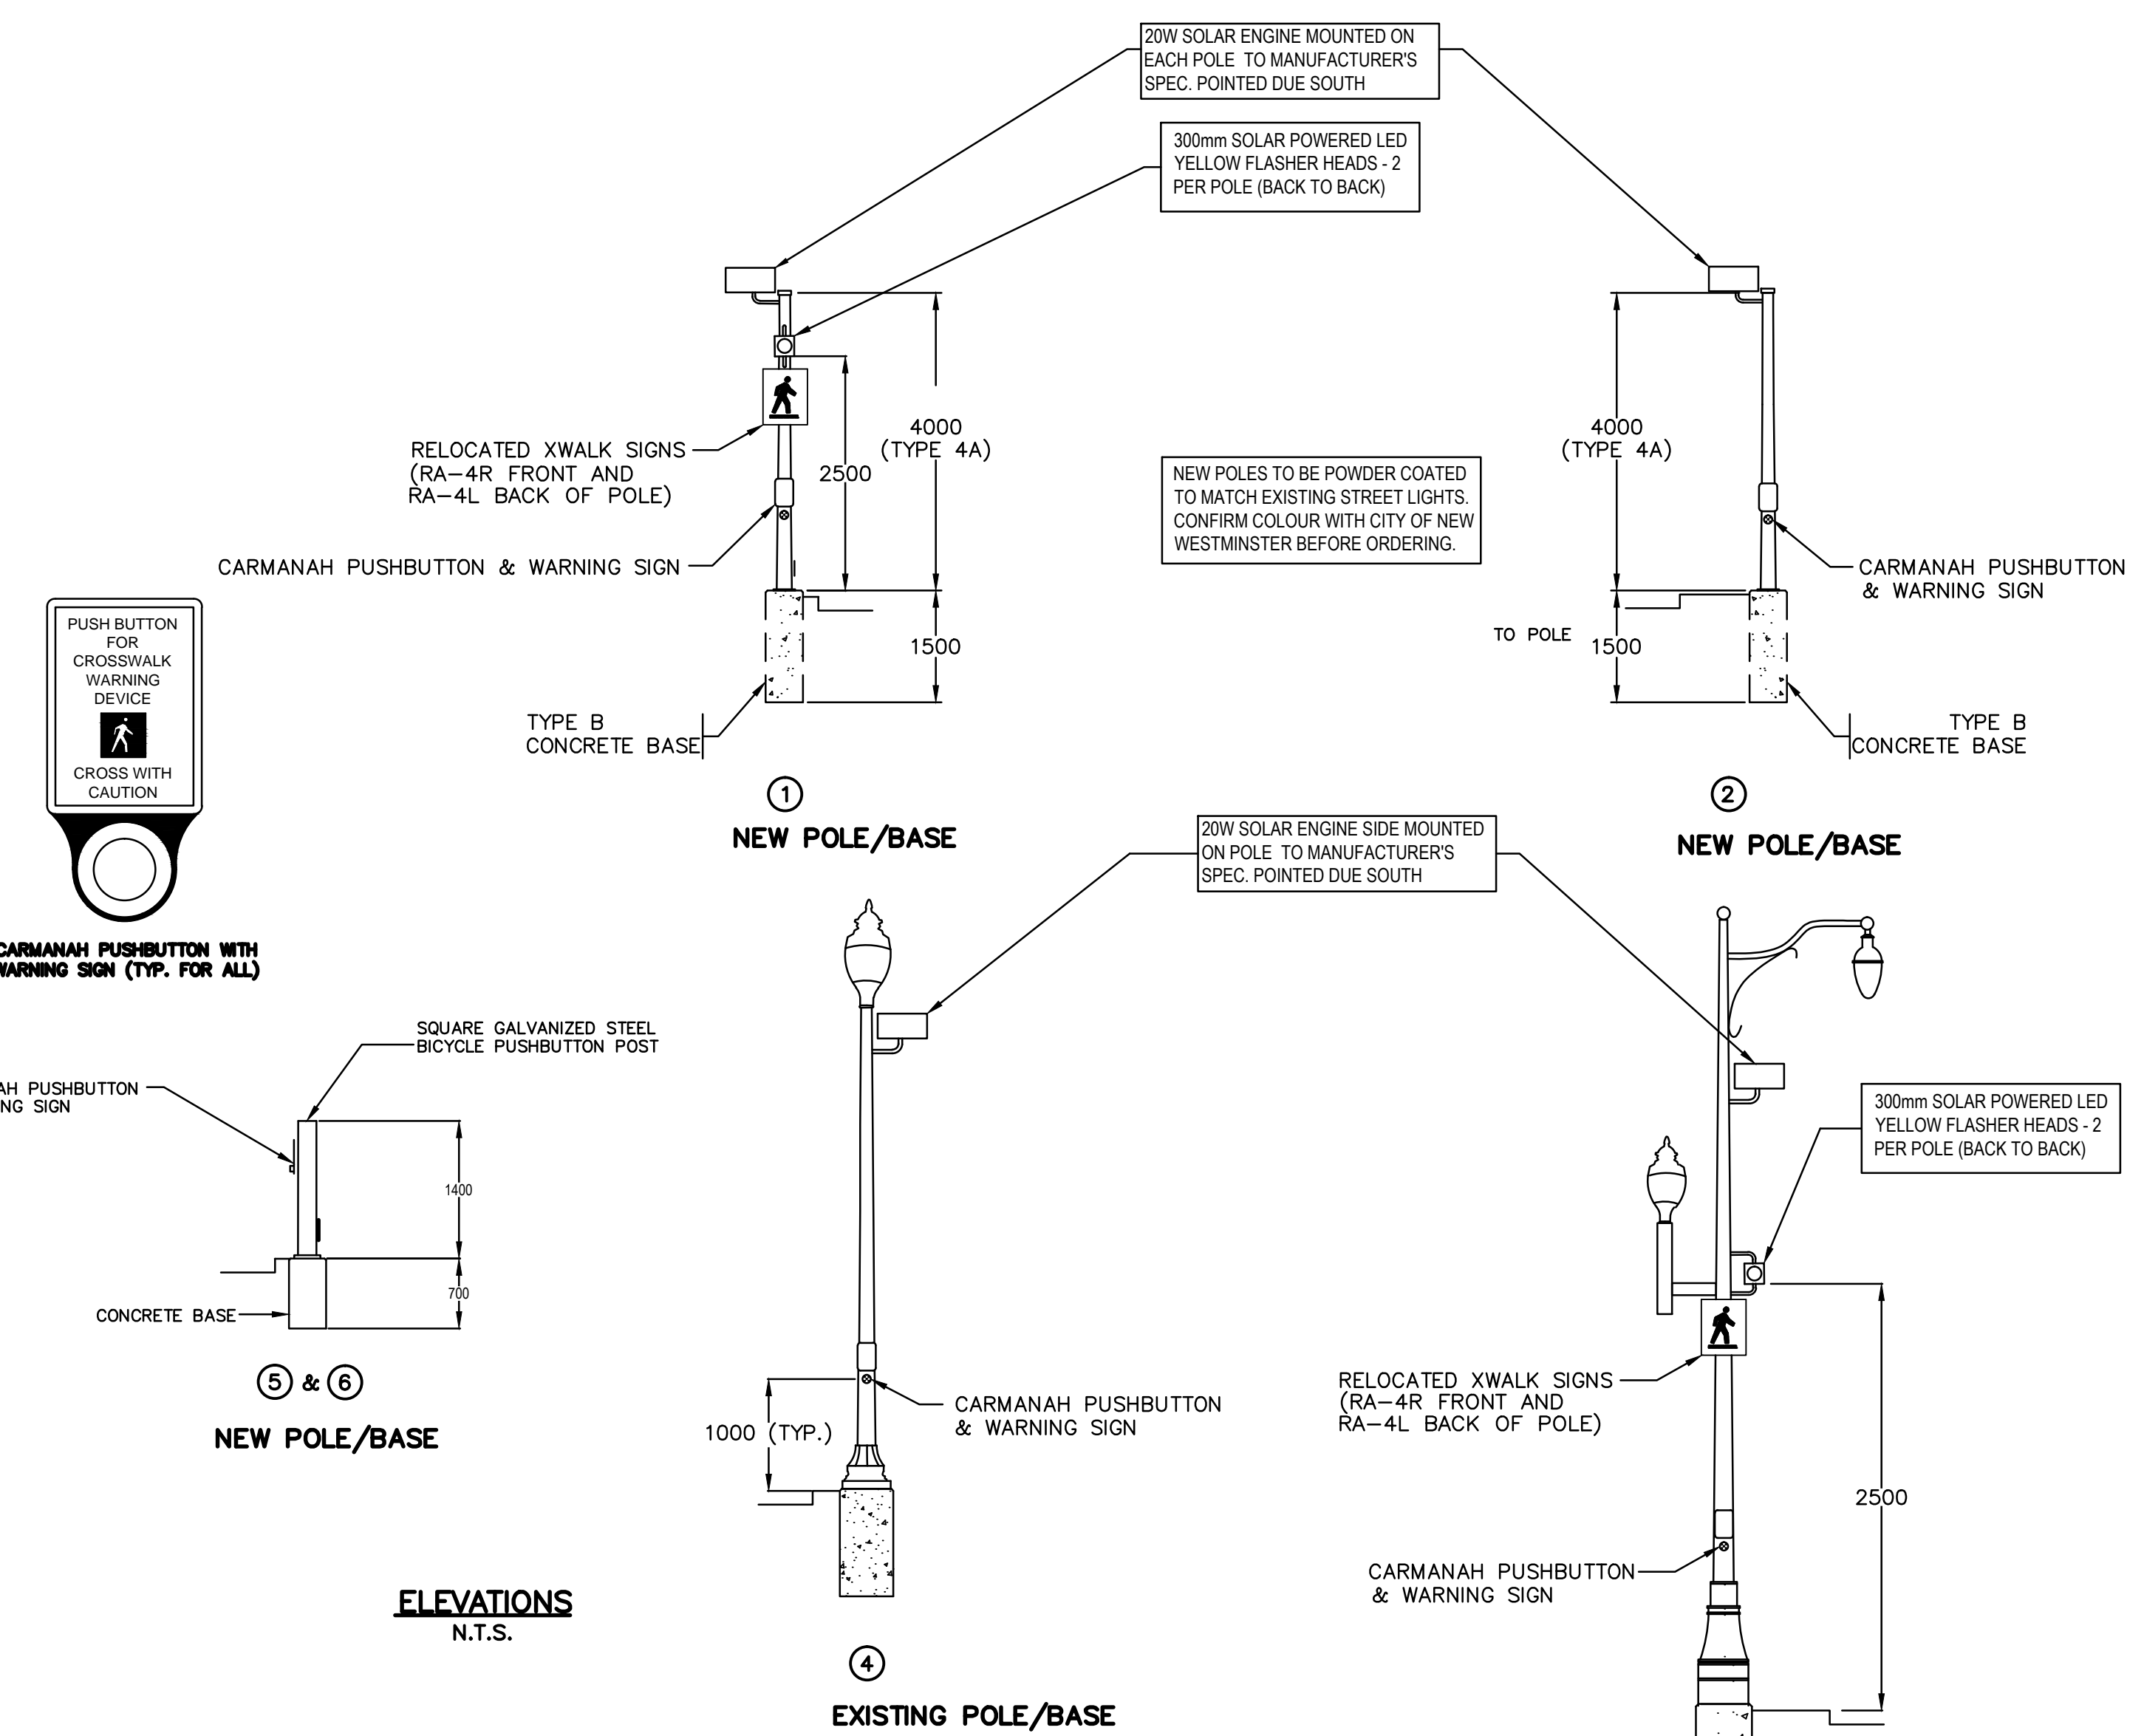 20W SOLAR ENGINE MOUNTED ON
EACH POLE TO MANUFACTURER'S
SPEC. POINTED DUE SOUTH
300mm SOLAR POWERED LED
YELLOW FLASHER HEADS - 2
PER POLE (BACK TO BACK)
RELOCATED XWALK SIGNS
(RA-4R FRONT AND
RA-4L BACK OF POLE)
4000
(TYPE 4A)
2500
CARMANAH PUSHBUTTON & WARNING SIGN
1500
TYPE B
CONCRETE BASE
1
NEW POLE/BASE
NEW POLES TO BE POWDER COATED
TO MATCH EXISTING STREET LIGHTS.
CONFIRM COLOUR WITH CITY OF NEW
WESTMINSTER BEFORE ORDERING.
4000
(TYPE 4A)
CARMANAH PUSHBUTTON
& WARNING SIGN
TO POLE
1500
TYPE B
CONCRETE BASE
2
NEW POLE/BASE
PUSH BUTTON
FOR
CROSSWALK
WARNING
DEVICE
CROSS WITH
CAUTION
CARMANAH PUSHBUTTON WITH
WARNING SIGN (TYP. FOR ALL)
20W SOLAR ENGINE SIDE MOUNTED
ON POLE TO MANUFACTURER'S
SPEC. POINTED DUE SOUTH
SQUARE GALVANIZED STEEL
BICYCLE PUSHBUTTON POST
AH PUSHBUTTON
NG SIGN
1400
700
CONCRETE BASE
5 & 6
NEW POLE/BASE
1000 (TYP.)
CARMANAH PUSHBUTTON
& WARNING SIGN
4
EXISTING POLE/BASE
300mm SOLAR POWERED LED
YELLOW FLASHER HEADS - 2
PER POLE (BACK TO BACK)
RELOCATED XWALK SIGNS
(RA-4R FRONT AND
RA-4L BACK OF POLE)
2500
CARMANAH PUSHBUTTON
& WARNING SIGN
ELEVATIONS
N.T.S.